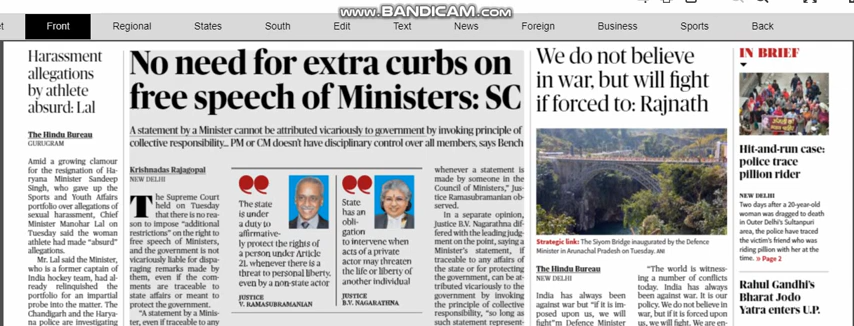 www.BANDICAM.com
Front
Regional
States
South
Edit
Text
News
Foreign
Business
Sports
Back
Harassment
allegations
by athlete
absurd: Lal
The Hindu Bureau
GURUGRAM
Amid a growing clamour
for the resignation of Ha-
ryana Minister Sandeep
Singh, who gave up the
Sports and Youth Affairs
portfolio over allegations of
sexual harassment, Chief
Minister Manohar Lal on
Tuesday said the woman
athlete had made “absurd”
allegations.
Mr. Lal said the Minister,
who is a former captain of
India hockey team, had al-
ready relinquished the
portfolio for an impartial
probe into the matter. The
Chandigarh and the Harya-
na police are investigating
No need for extra curbs on
free speech of Ministers: SC
A statement by a Minister cannot be attributed vicariously to government by invoking principle of
collective responsibility... PM or CM doesn’t have disciplinary control over all members, says Bench
Krishnadas Rajagopal
NEW DELHI
The Supreme Court
held on Tuesday
that there is no rea-
son to impose “additional
restrictions” on the right to
free speech of Ministers,
and the government is not
vicariously liable for dispa-
raging remarks made by
them, even if the com-
ments are traceable to
state affairs or meant to
protect the government.
“A statement by a Minis-
ter, even if traceable to any
The state
is under
a duty to
affirmative-
ly protect the rights of
a person under Article
21, whenever there is a
threat to personal liberty,
even by a non-state actor
JUSTICE
V. RAMASUBRAMANIAN
State
has an
obli-
gation
to intervene when
acts of a private
actor may threaten
the life or liberty of
another individual
JUSTICE
B.V. NAGARATHNA
whenever a statement is
made by someone in the
Council of Ministers,” Jus-
tice Ramasubramanian ob-
served.
In a separate opinion,
Justice B.V. Nagarathna dif-
fered with the leading judg-
ment on the point, saying a
Minister’s statement, if
traceable to any affairs of
the state or for protecting
the government, can be at-
tributed vicariously to the
government by invoking
the principle of collective
responsibility, “so long as
such statement represent-
We do not believe
in war, but will fight
if forced to: Rajnath
Strategic link: The Siyom Bridge inaugurated by the Defence
Minister in Arunachal Pradesh on Tuesday. ANI
The Hindu Bureau
NEW DELHI
India has always been
against war but “if it is im-
posed upon us, we will
fight”m Defence Minister
“The world is witness-
ing a number of conflicts
today. India has always
been against war. It is our
policy. We do not believe in
war, but if it is forced upon
us, we will fight. We are en-
IN BRIEF
Hit-and-run case:
police trace
pillion rider
NEW DELHI
Two days after a 20-year-old
woman was dragged to death
in Outer Delhi’s Sultanpuri
area, the police have traced
the victim’s friend who was
riding pillion with her at the
time. » Page 2
Rahul Gandhi’s
Bharat Jodo
Yatra enters U.P.